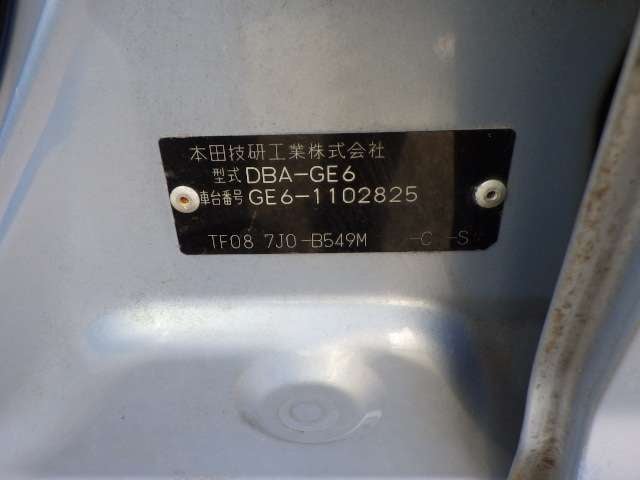 本田技研工業株式会社
型式 DBA-GE6
車台番号 GE6-1102825
TF08 7J0-B549M -C -S